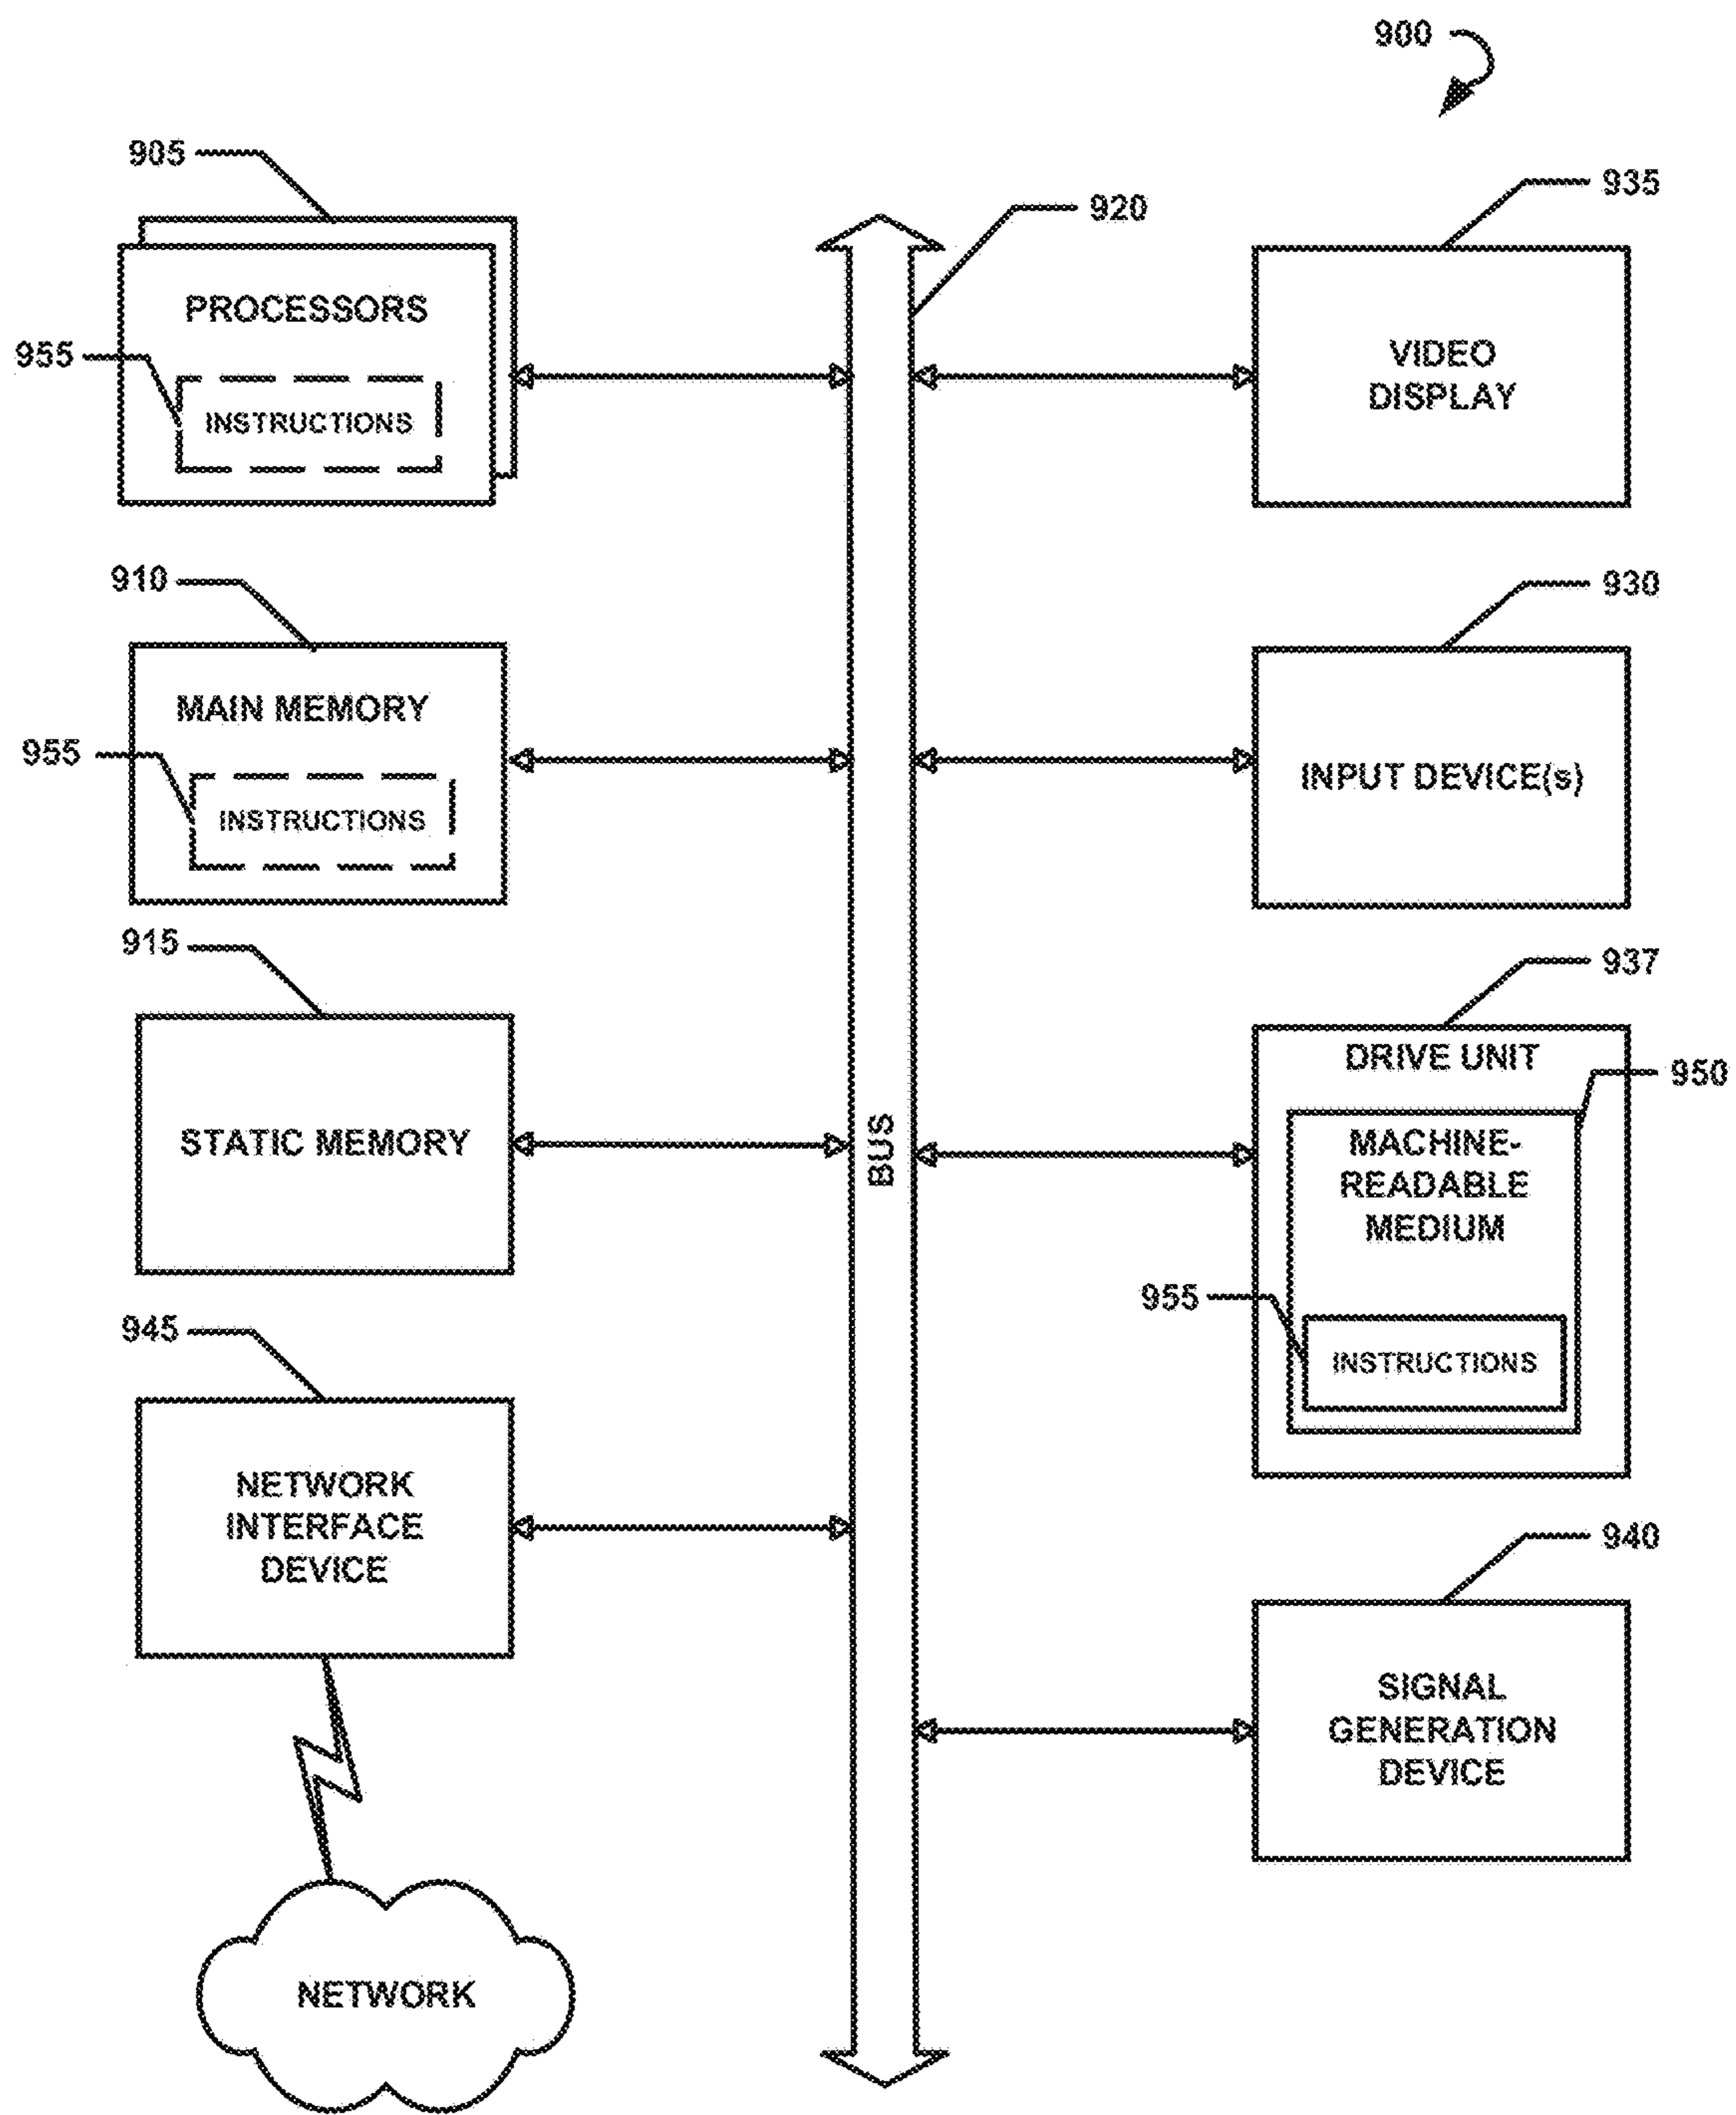 900
905
PROCESSORS
955
INSTRUCTIONS
910
MAIN MEMORY
955
INSTRUCTIONS
915
STATIC MEMORY
945
NETWORK
INTERFACE
DEVICE
NETWORK
920
BUS
935
VIDEO
DISPLAY
930
INPUT DEVICE(s)
937
DRIVE UNIT
950
MACHINE-
READABLE
MEDIUM
955
INSTRUCTIONS
940
SIGNAL
GENERATION
DEVICE